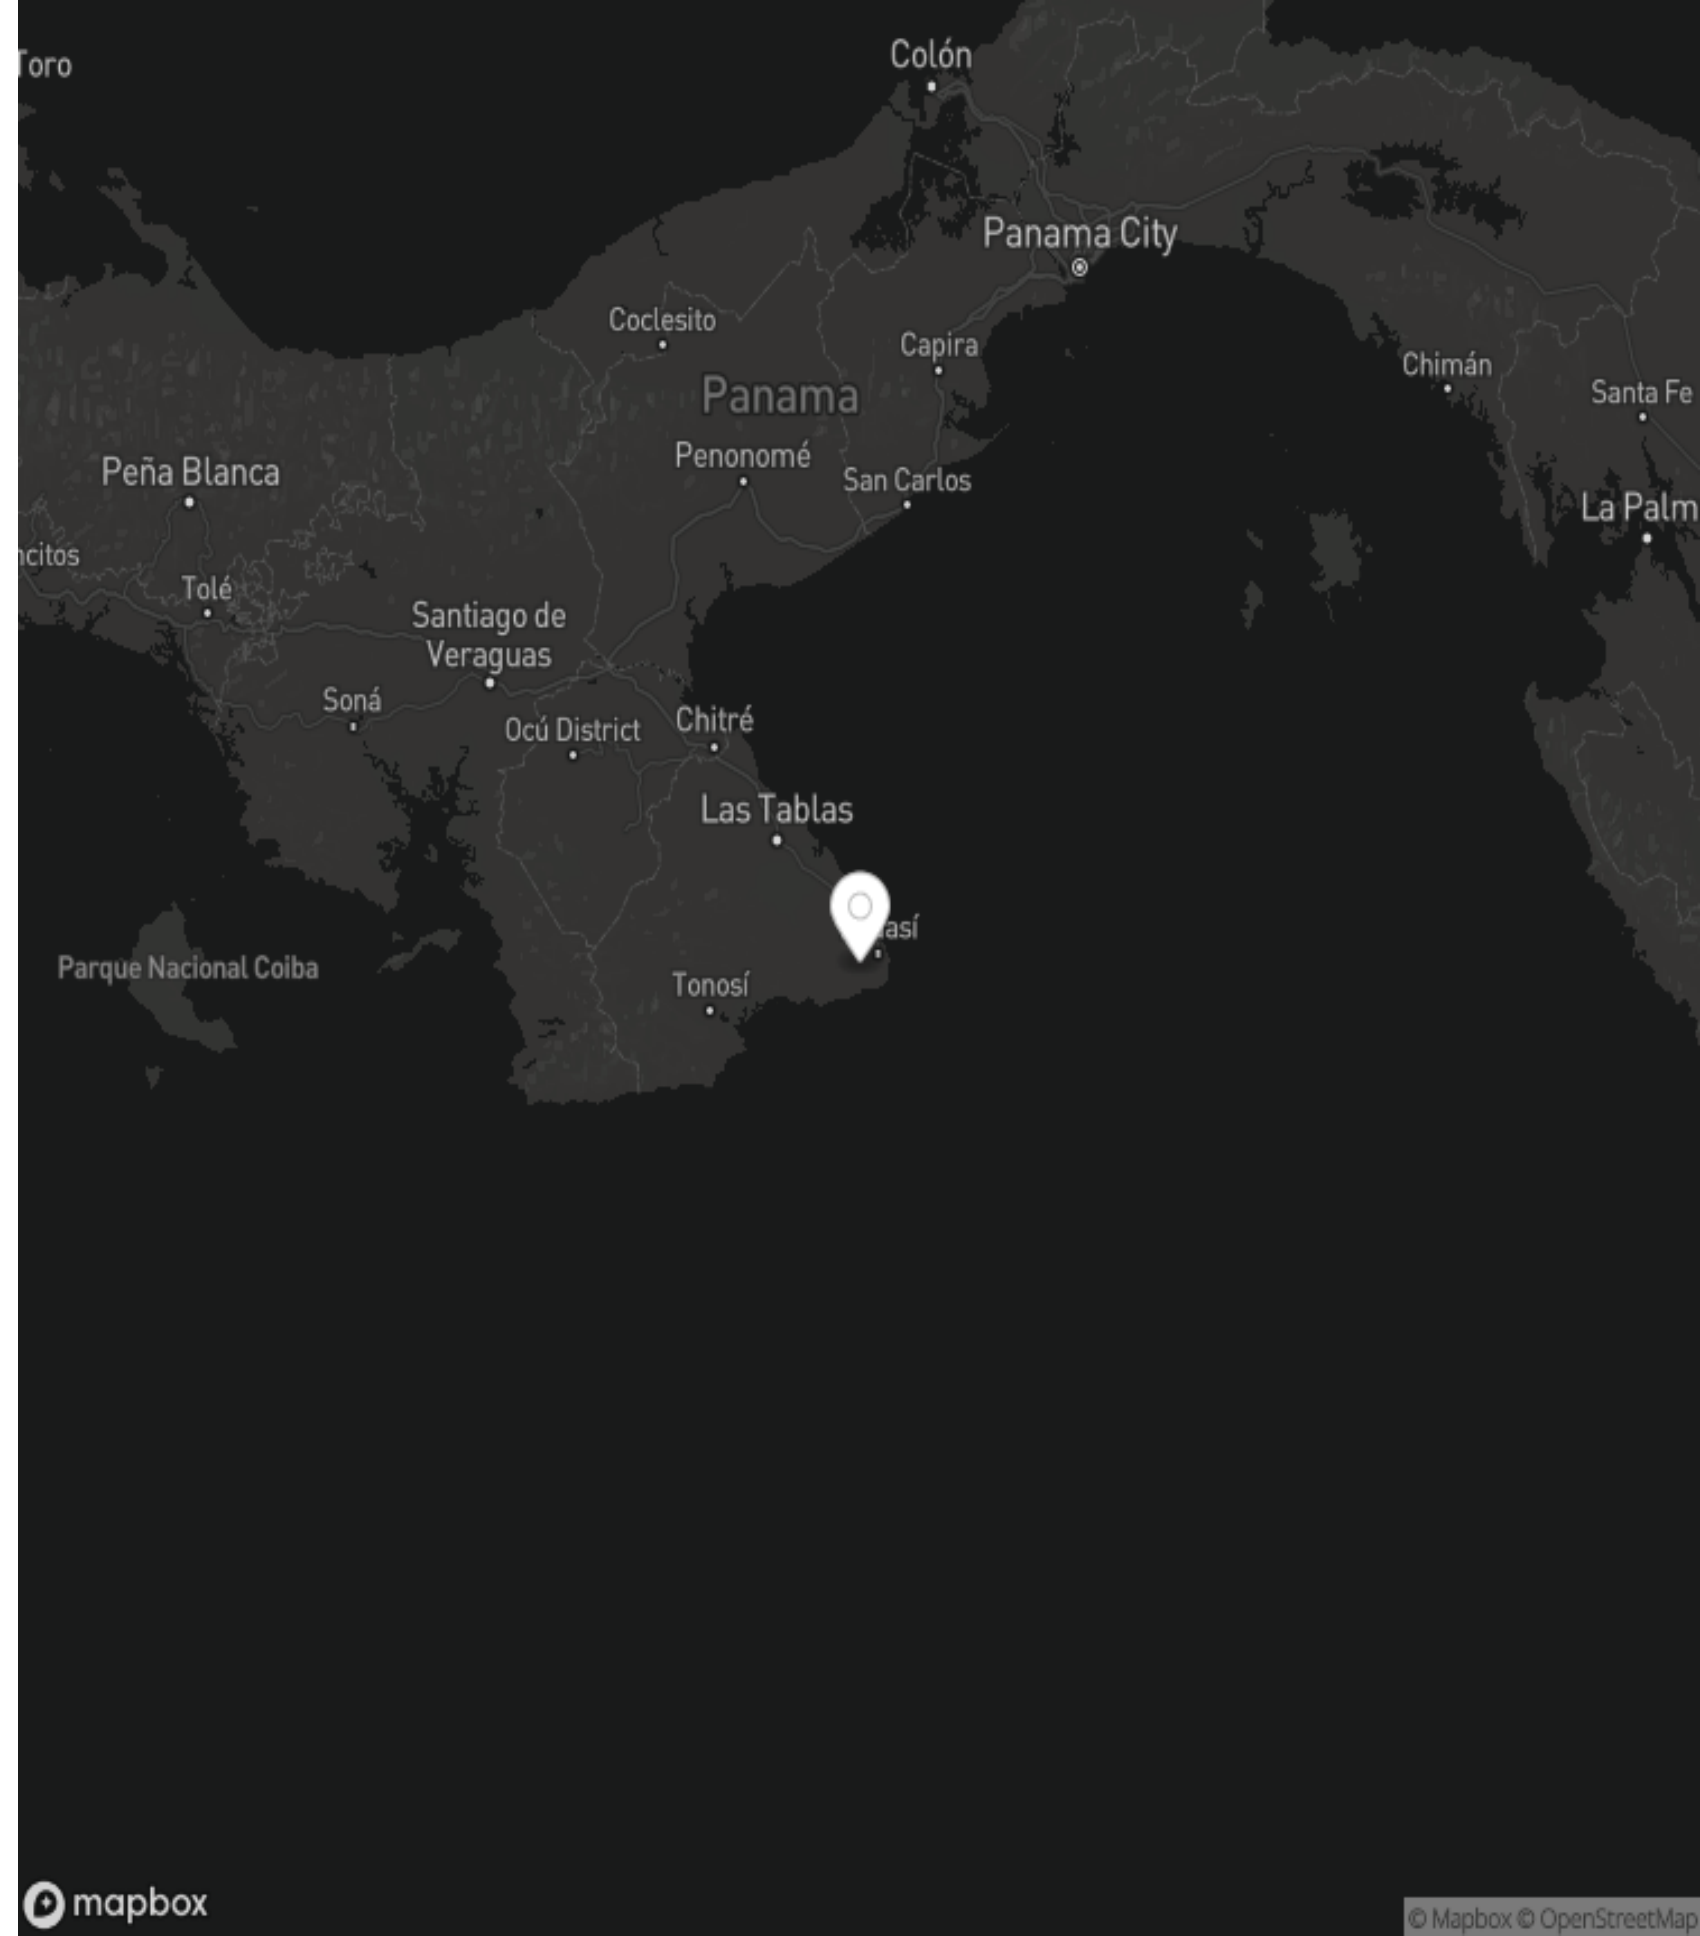 Toro
Colón
Panama City
Coclesito
Capira
Chimán
Panama
Santa Fe
Penonomé
Peña Blanca
San Carlos
La Palm
ncitos
Tolé
Santiago de
Veraguas
Soná
Chitré
Ocú District
Las Tablas
así
Parque Nacional Coiba
Tonosí
mapbox
© Mapbox © OpenStreetMap